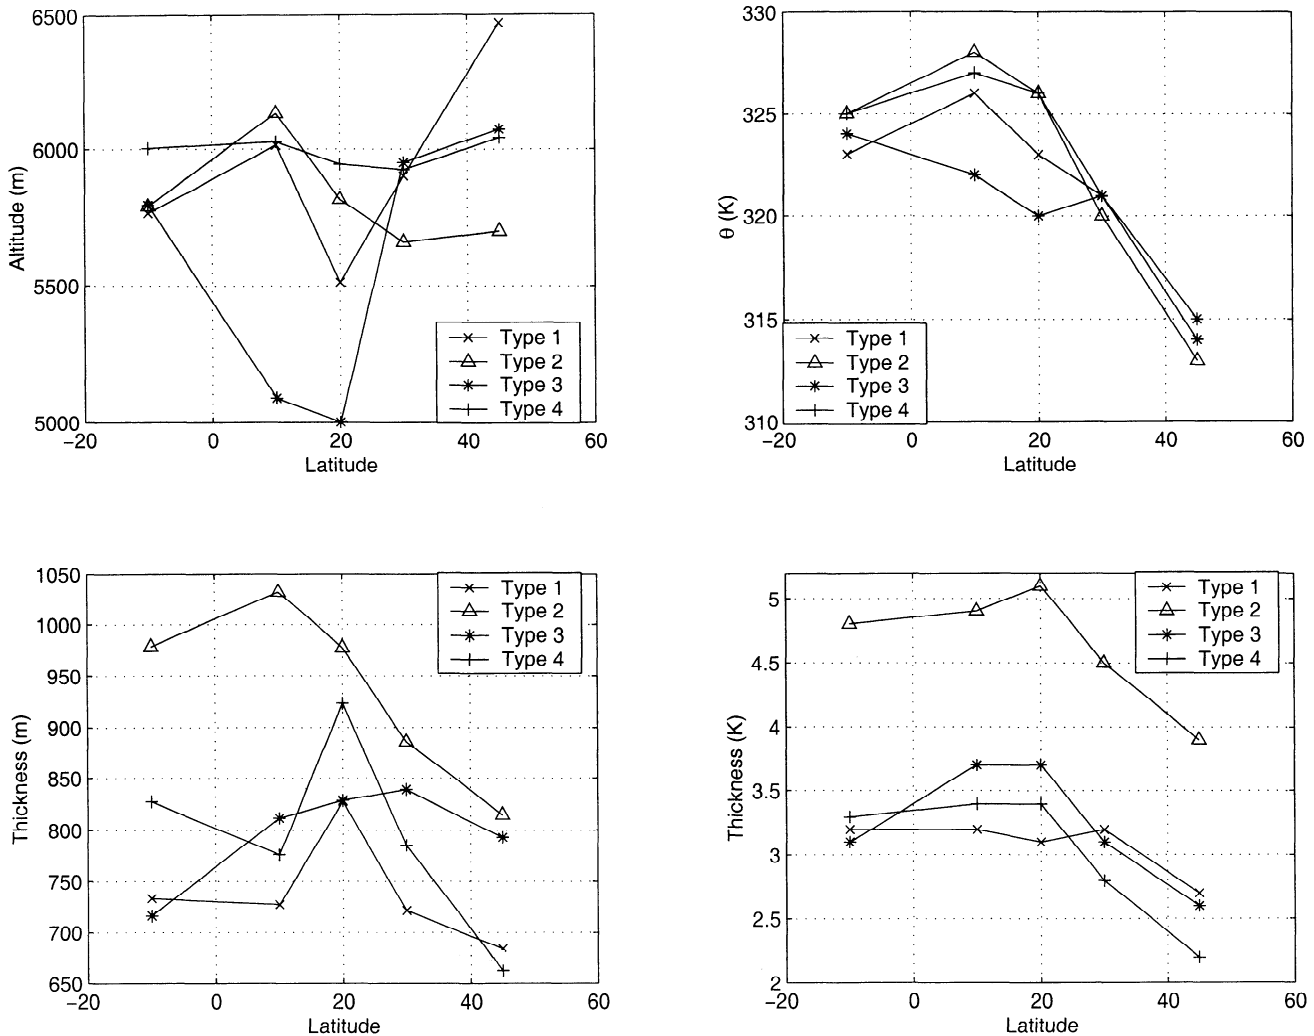 6500
6000
5500
5000
−20
0
20
40
60
Altitude (m)
Latitude
Type 1
Type 2
Type 3
Type 4
330
325
320
315
310
−20
0
20
40
60
θ (K)
Latitude
Type 1
Type 2
Type 3
Type 4
1050
1000
950
900
850
800
750
700
650
−20
0
20
40
60
Thickness (m)
Latitude
Type 1
Type 2
Type 3
Type 4
5
4.5
4
3.5
3
2.5
2
−20
0
20
40
60
Thickness (K)
Latitude
Type 1
Type 2
Type 3
Type 4